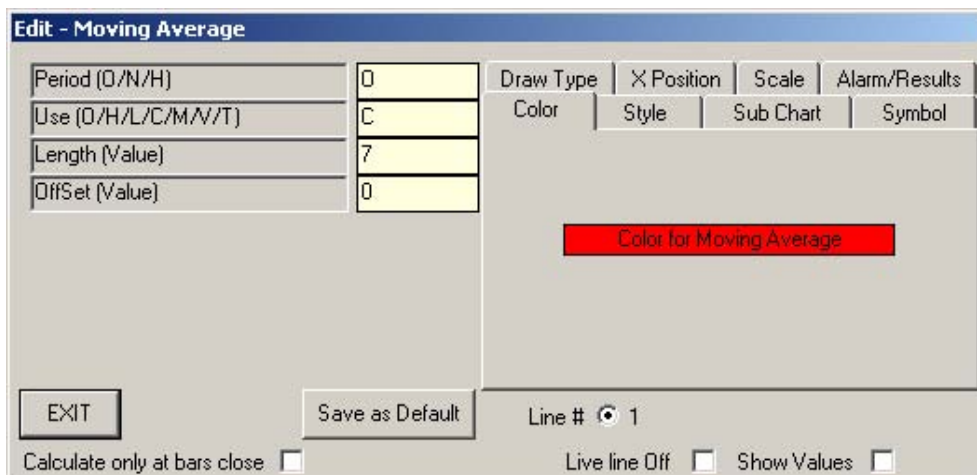 Edit - Moving Average
Period (O/N/H) O
Use (O/H/L/C/M/V/T) C
Length (Value) 7
OffSet (Value) 0
Draw Type X Position Scale Alarm/Results
Color Style Sub Chart Symbol
Color for Moving Average
EXIT Save as Default Line # 1
Calculate only at bars close Live line Off Show Values